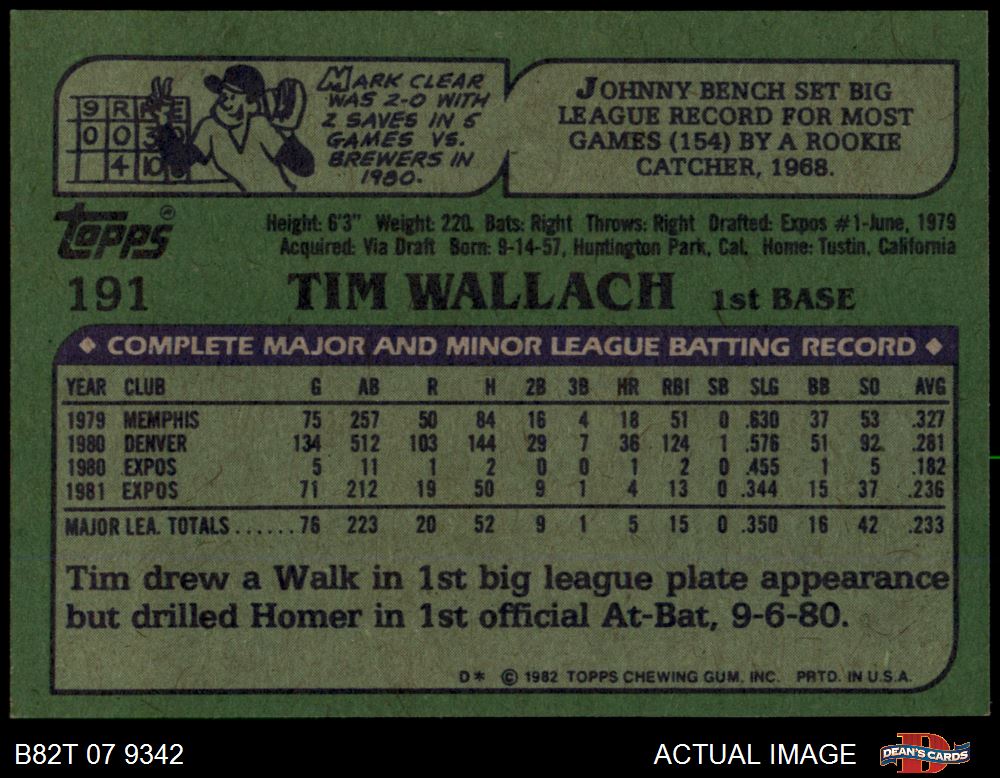 9 R H E
0 0 3
4 10
MARK CLEAR
WAS 2-0 WITH
2 SAVES IN 5
GAMES VS.
BREWERS IN
1980.
JOHNNY BENCH SET BIG
LEAGUE RECORD FOR MOST
GAMES (154) BY A ROOKIE
CATCHER, 1968.
Topps®
Height: 6'3" Weight: 220. Bats: Right Throws: Right Drafted: Expos #1-June, 1979
Acquired: Via Draft Born: 9-14-57, Huntington Park, Cal. Home: Tustin, California
191 TIM WALLACH 1st BASE
◆ COMPLETE MAJOR AND MINOR LEAGUE BATTING RECORD ◆
YEAR CLUB G AB R H 2B 3B HR RBI SB SLG BB SO AVG
1979 MEMPHIS 75 257 50 84 16 4 18 51 0 .630 37 53 .327
1980 DENVER 134 512 103 144 29 7 36 124 1 .576 51 92 .281
1980 EXPOS 5 11 1 2 0 0 1 2 0 .455 1 5 .182
1981 EXPOS 71 212 19 50 9 1 4 13 0 .344 15 37 .236
MAJOR LEA. TOTALS ...... 76 223 20 52 9 1 5 15 0 .350 16 42 .233
Tim drew a Walk in 1st big league plate appearance
but drilled Homer in 1st official At-Bat, 9-6-80.
D* © 1982 TOPPS CHEWING GUM, INC. PRTD. IN U.S.A.
B82T 07 9342 ACTUAL IMAGE DEAN'S CARDS